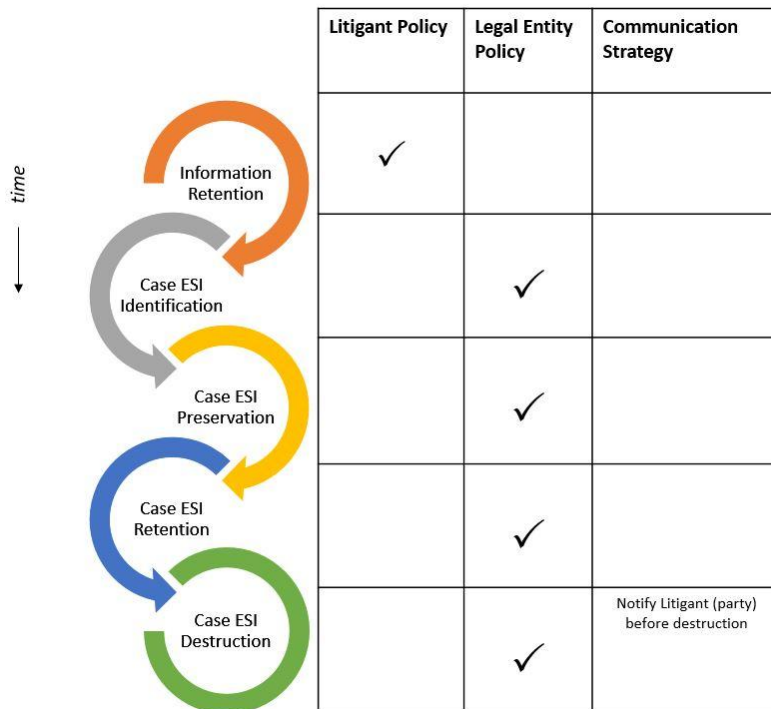 Litigant Policy
Legal Entity
Policy
Communication
Strategy
time
Information
Retention
✓
Case ESI
Identification
✓
Case ESI
Preservation
✓
Case ESI
Retention
✓
Case ESI
Destruction
✓
Notify Litigant (party)
before destruction